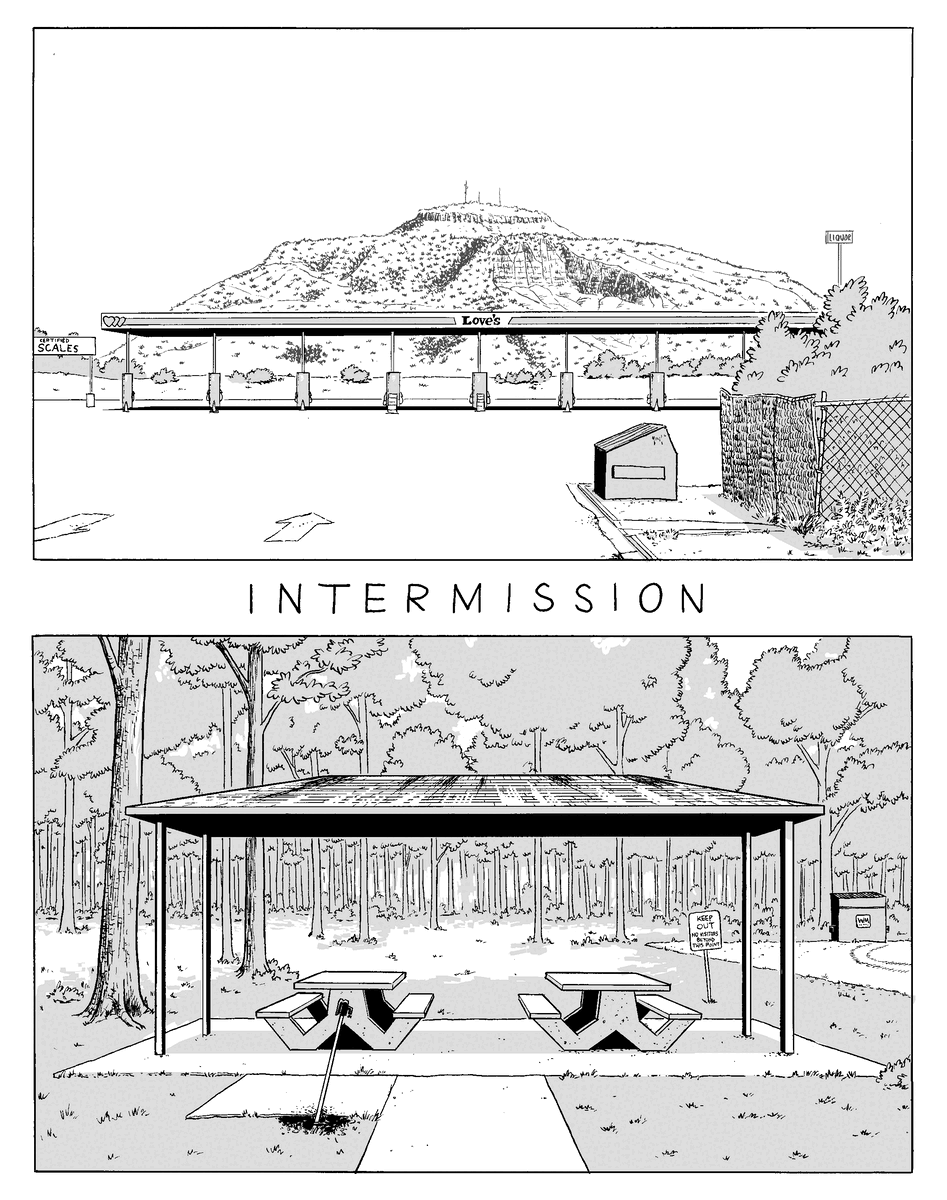 LIQUOR
Love's
CERTIFIED
SCALES
INTERMISSION
KEEP
OUT
NO VISITORS
BEYOND
THIS POINT
WM